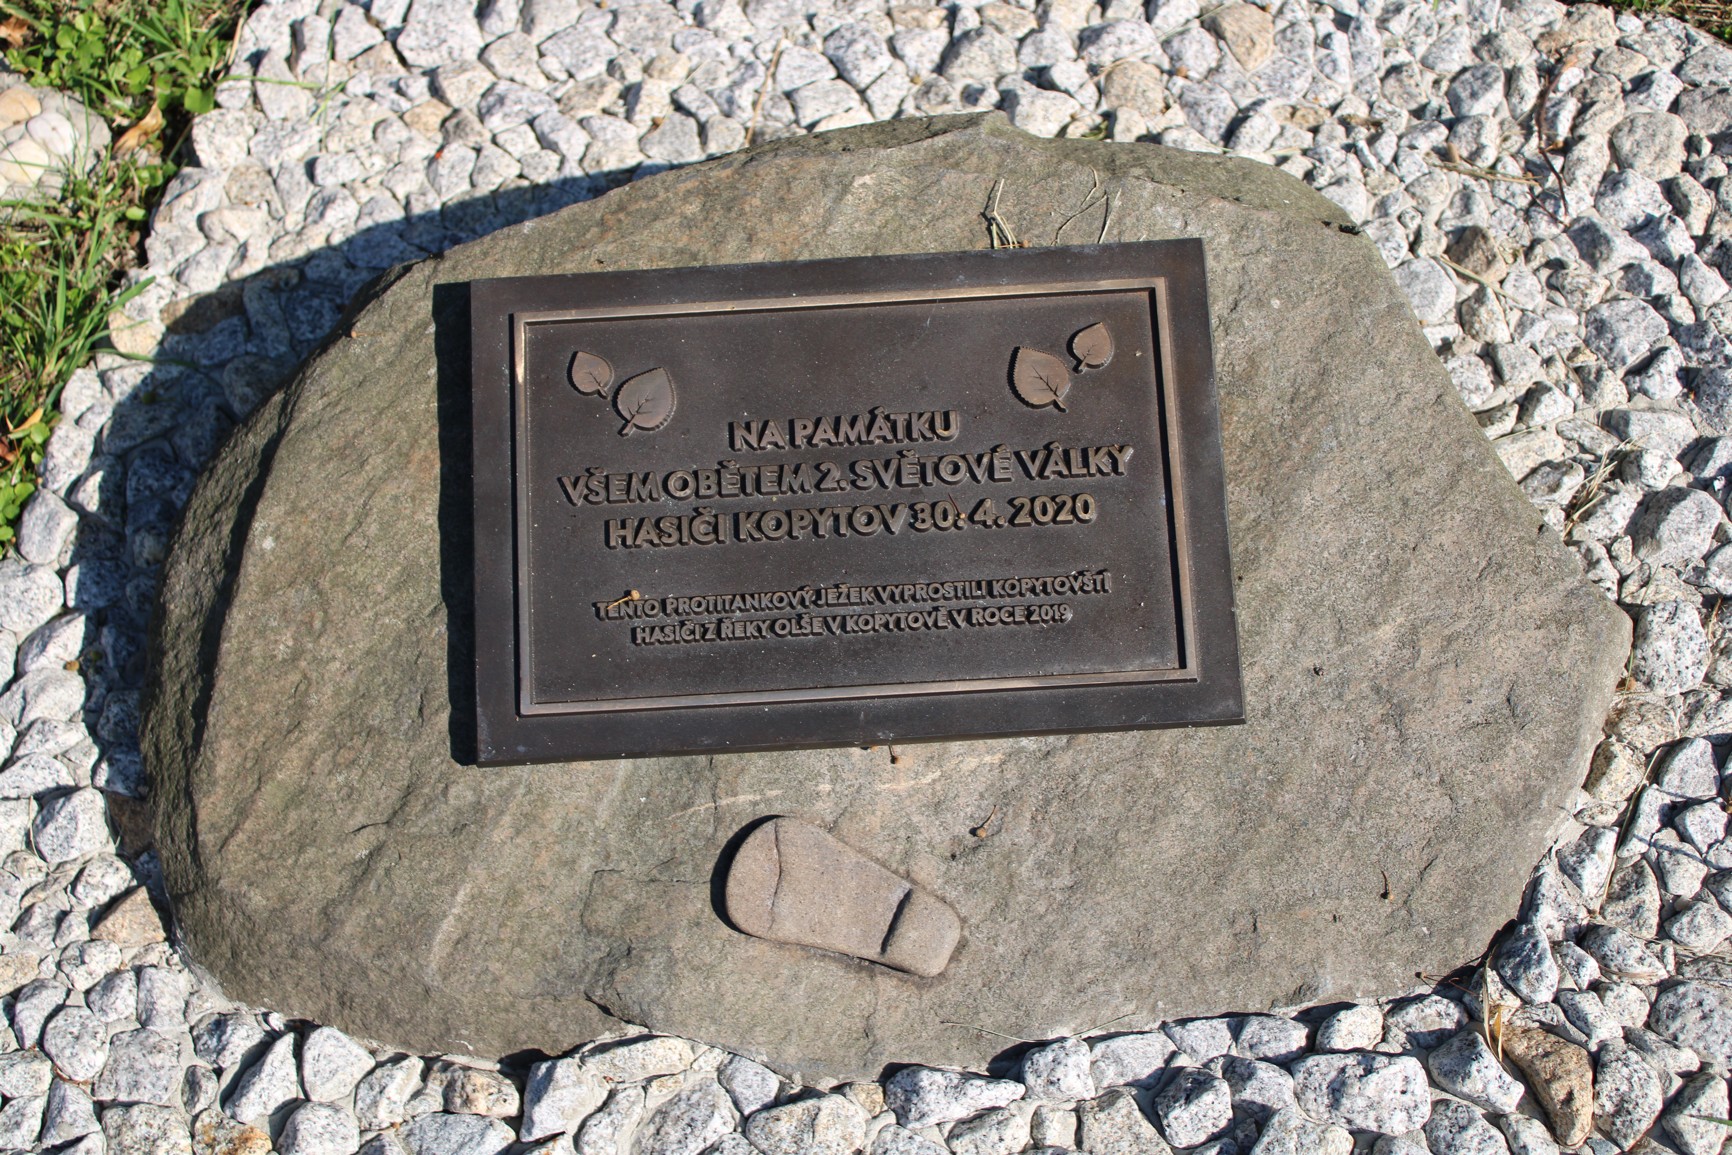 NA PAMÁTKU
VŠEM OBĚTEM 2. SVĚTOVÉ VÁLKY
HASIČI KOPYTOV 30. 4. 2020
TENTO PROTITANKOVÝ JEŽEK VYPROSTILI KOPYTOVŠTÍ
HASIČI Z ŘEKY OLŠE V KOPYTOVĚ V ROCE 2019